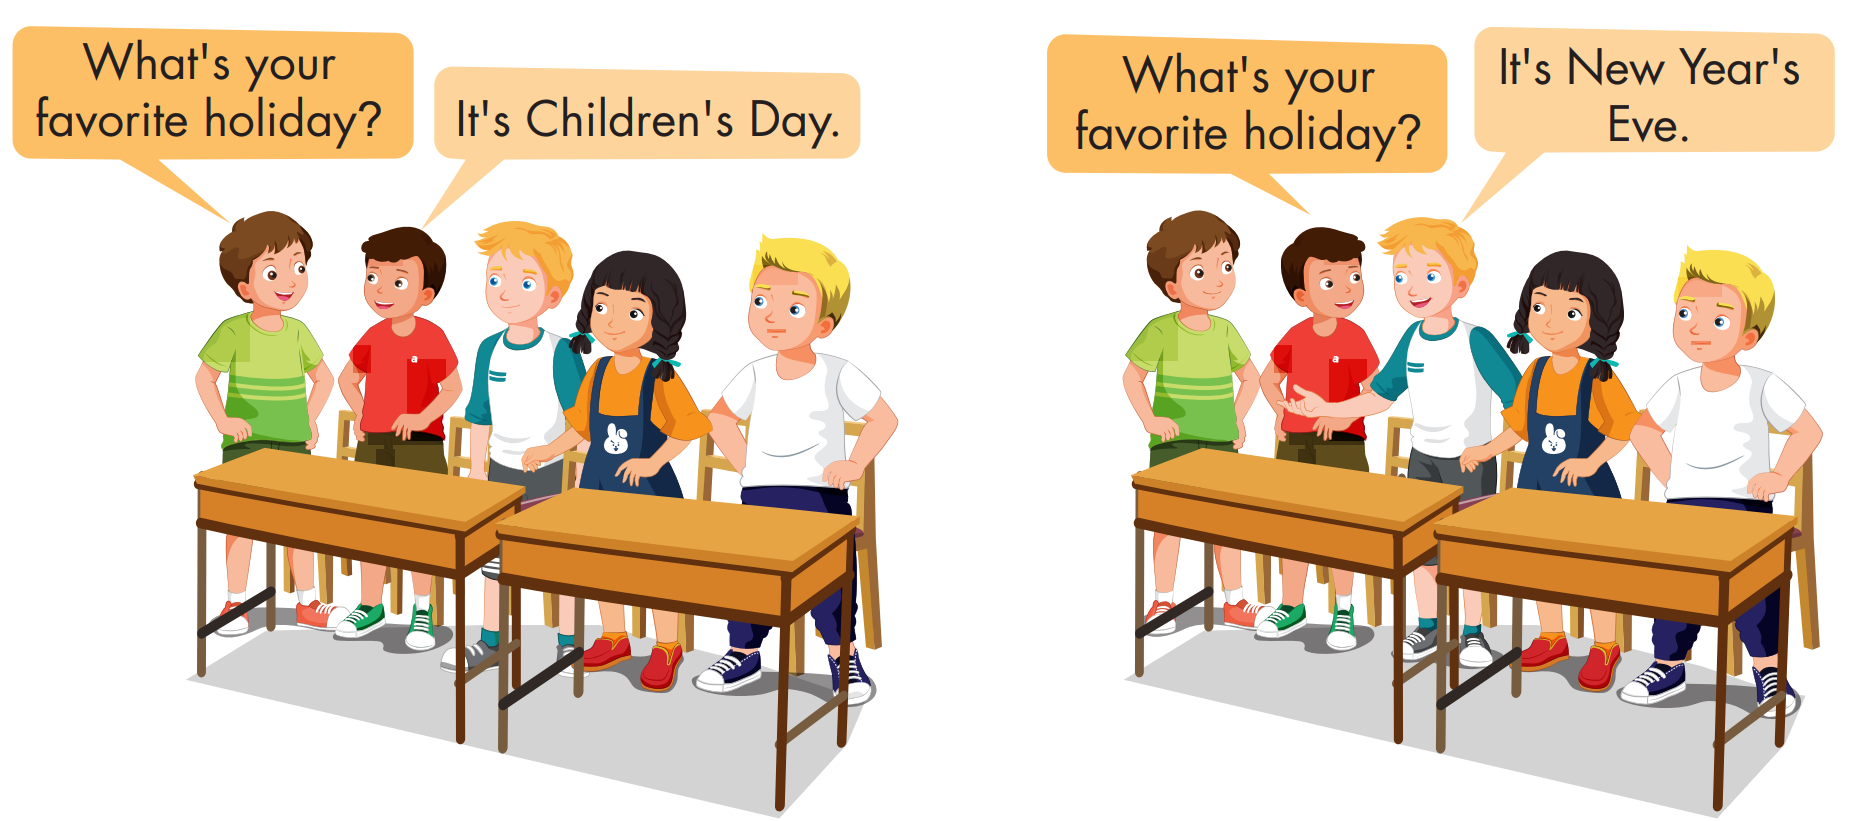 What's your
favorite holiday?
It's Children's Day.
a
What's your
favorite holiday?
It's New Year's
Eve.
a